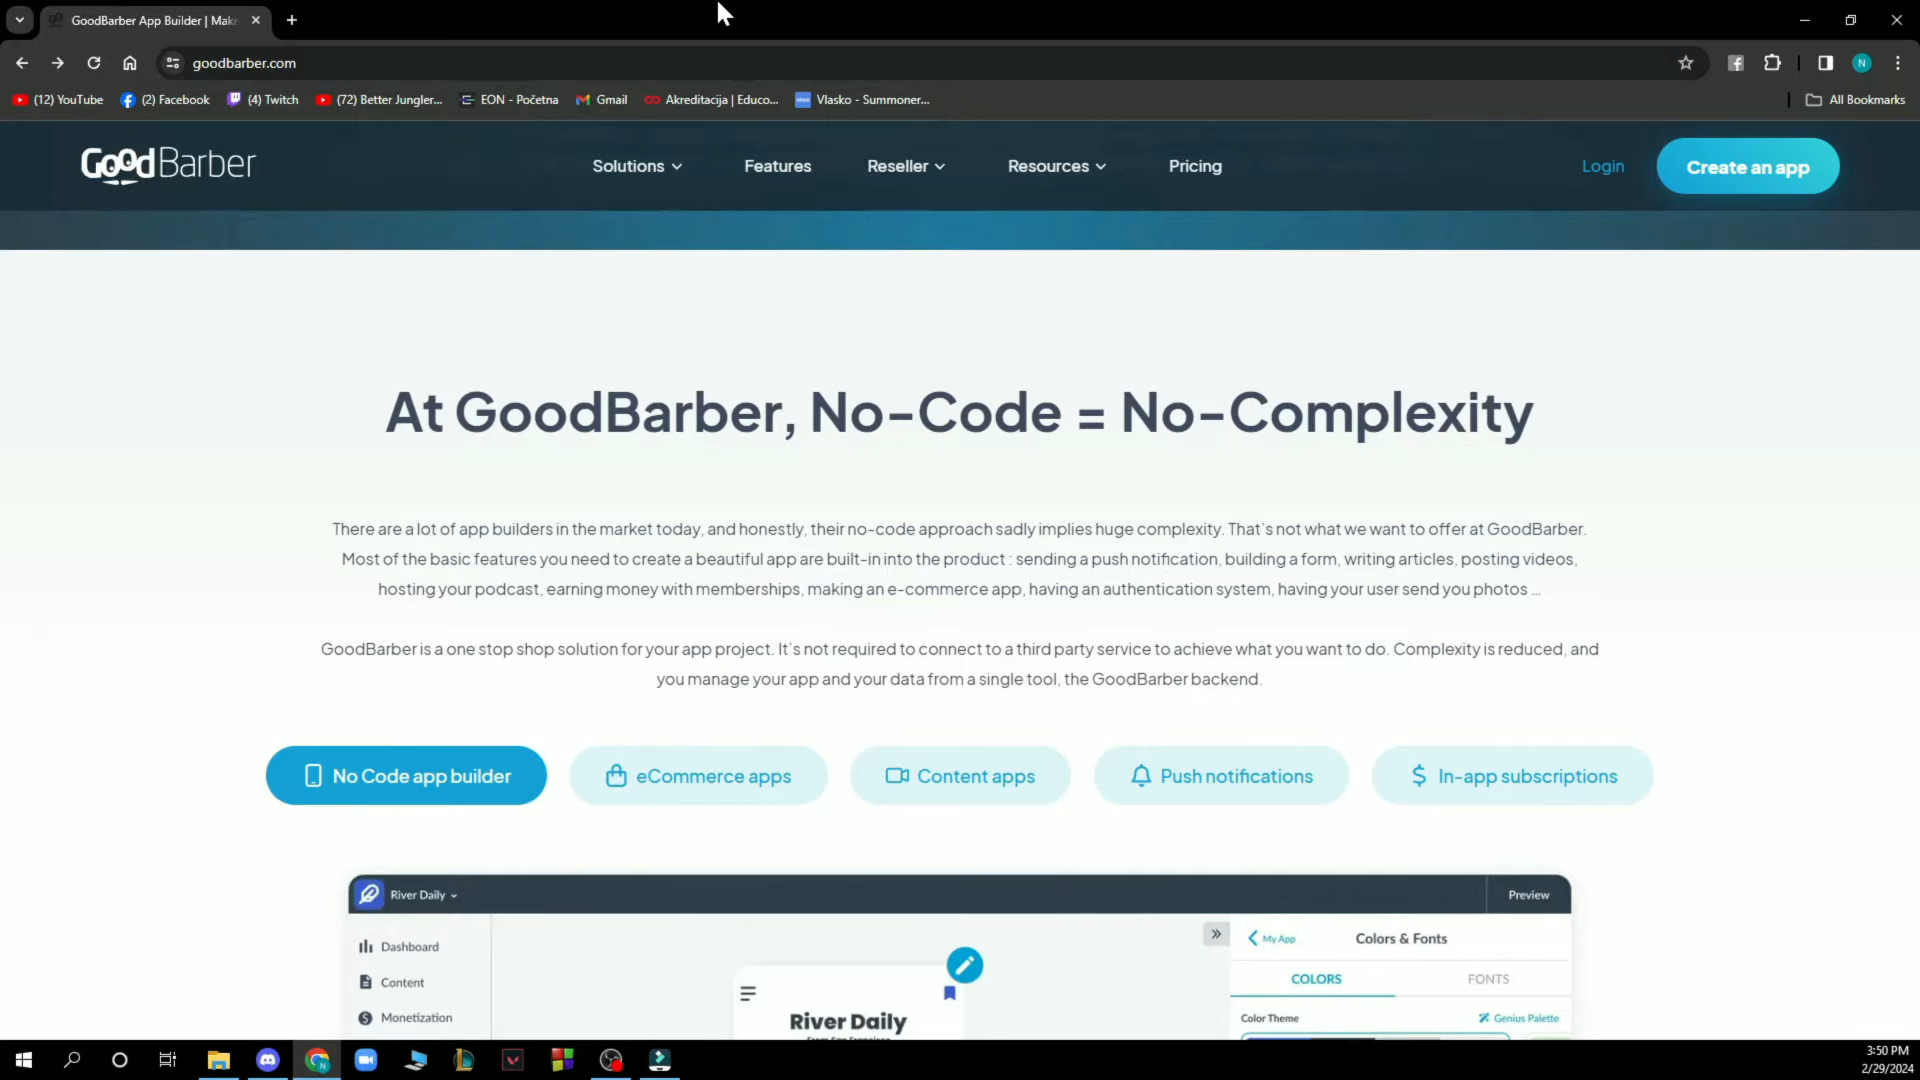 GoodBarber App Builder | Make
goodbarber.com
(12) YouTube
(2) Facebook
(4) Twitch
(72) Better Jungler...
EON - Početna
Gmail
Akreditacija | Educo...
Vlasko - Summoner...
All Bookmarks
GoodBarber
Solutions
Features
Reseller
Resources
Pricing
Login
Create an app
At GoodBarber, No-Code = No-Complexity
There are a lot of app builders in the market today, and honestly, their no-code approach sadly implies huge complexity. That's not what we want to offer at GoodBarber.
Most of the basic features you need to create a beautiful app are built-in into the product : sending a push notification, building a form, writing articles, posting videos,
hosting your podcast, earning money with memberships, making an e-commerce app, having an authentication system, having your user send you photos ...
GoodBarber is a one stop shop solution for your app project. It's not required to connect to a third party service to achieve what you want to do. Complexity is reduced, and
you manage your app and your data from a single tool, the GoodBarber backend.
No Code app builder
eCommerce apps
Content apps
Push notifications
In-app subscriptions
River Daily
Preview
Dashboard
Content
Monetization
River Daily
From San Francisco
My App
Colors & Fonts
COLORS
FONTS
Color Theme
Genius Palette
N
3:50 PM
2/29/2024